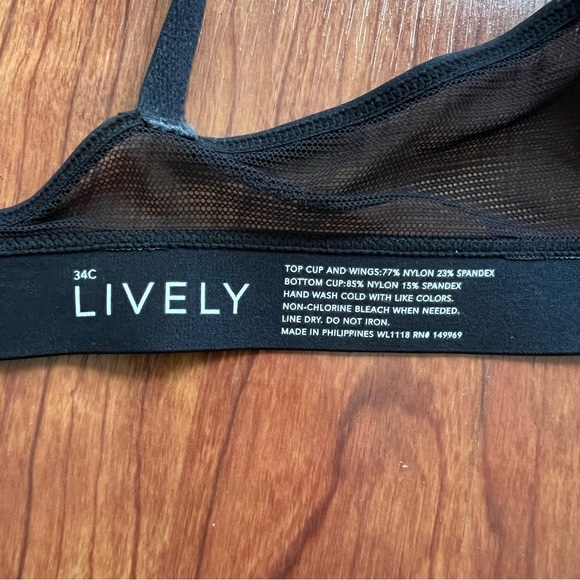 34C
LIVELY
TOP CUP AND WINGS:77% NYLON 23% SPANDEX
BOTTOM CUP:85% NYLON 15% SPANDEX
HAND WASH COLD WITH LIKE COLORS.
NON-CHLORINE BLEACH WHEN NEEDED.
LINE DRY. DO NOT IRON.
MADE IN PHILIPPINES WL1118 RN# 149969